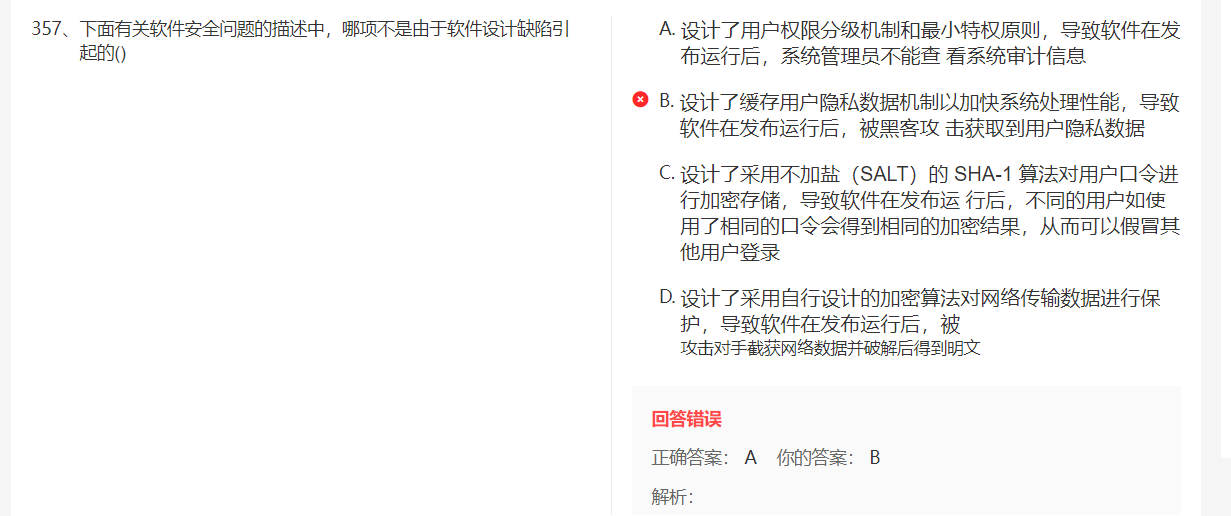 357、下面有关软件安全问题的描述中，哪项不是由于软件设计缺陷引
起的()
A. 设计了用户权限分级机制和最小特权原则，导致软件在发
布运行后，系统管理员不能查 看系统审计信息
B. 设计了缓存用户隐私数据机制以加快系统处理性能，导致
软件在发布运行后，被黑客攻 击获取到用户隐私数据
C. 设计了采用不加盐（SALT）的 SHA-1 算法对用户口令进
行加密存储，导致软件在发布运 行后，不同的用户如使
用了相同的口令会得到相同的加密结果，从而可以假冒其
他用户登录
D. 设计了采用自行设计的加密算法对网络传输数据进行保
护，导致软件在发布运行后，被
攻击对手截获网络数据并破解后得到明文
回答错误
正确答案： A 你的答案： B
解析：